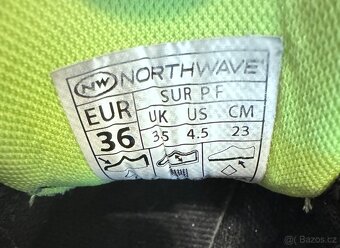 NW NORTHWAVE
SUR P F
EUR UK US CM
36 35 4.5 23
Bazos.cz